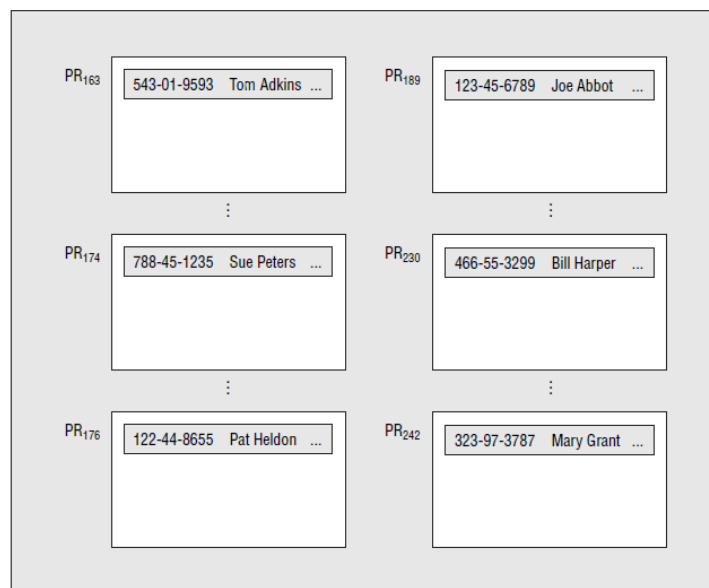 PR163 543-01-9593 Tom Adkins ...
PR189 123-45-6789 Joe Abbot ...
⋮ ⋮
PR174 788-45-1235 Sue Peters ...
PR230 466-55-3299 Bill Harper ...
⋮ ⋮
PR176 122-44-8655 Pat Heldon ...
PR242 323-97-3787 Mary Grant ...